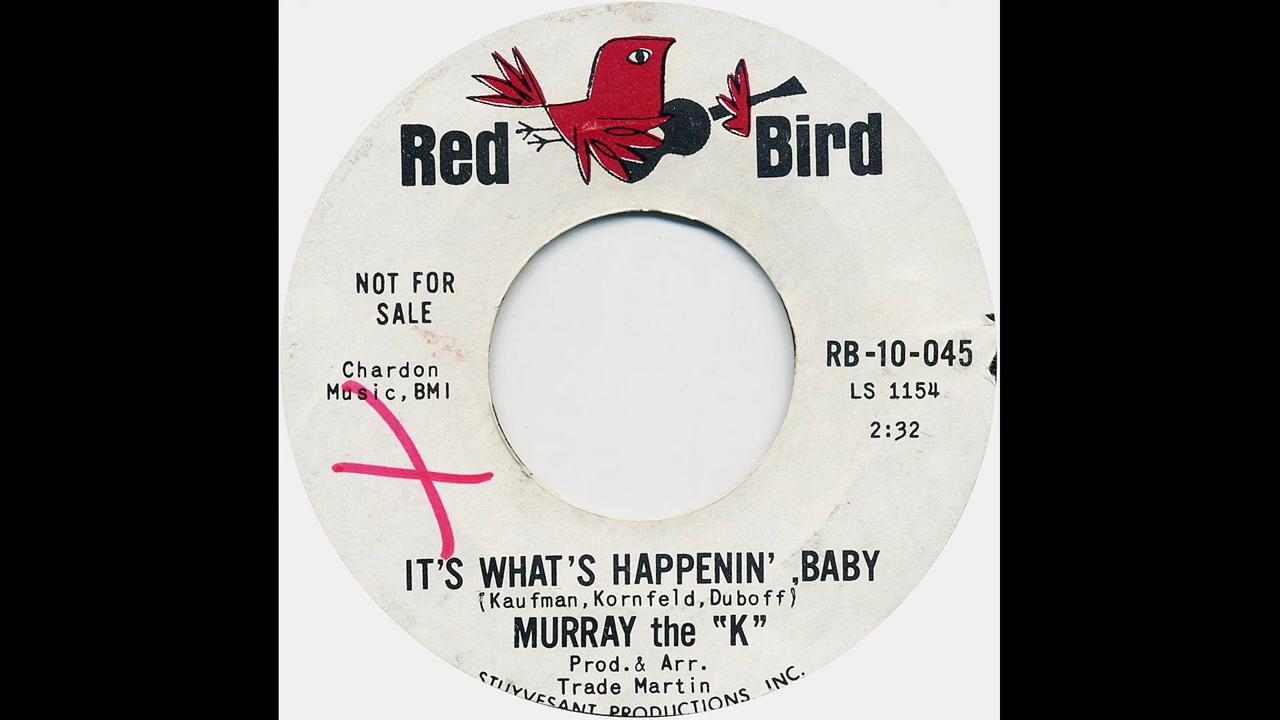 Red Bird
NOT FOR
SALE
Chardon
Music, BMI
RB-10-045
LS 1154
2:32
IT'S WHAT'S HAPPENIN' ,BABY
(Kaufman, Kornfeld, Duboff)
MURRAY the "K"
Prod. & Arr.
Trade Martin
STUYVESANT PRODUCTIONS, INC.